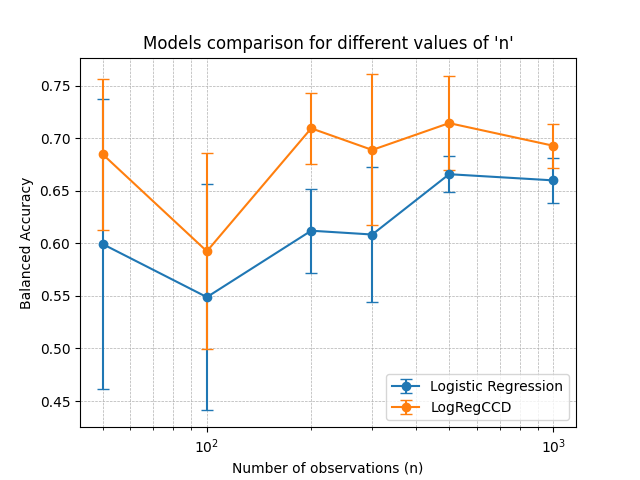 Models comparison for different values of 'n'
Balanced Accuracy
0.75
0.70
0.65
0.60
0.55
0.50
0.45
Logistic Regression
LogRegCCD
10²
10³
Number of observations (n)